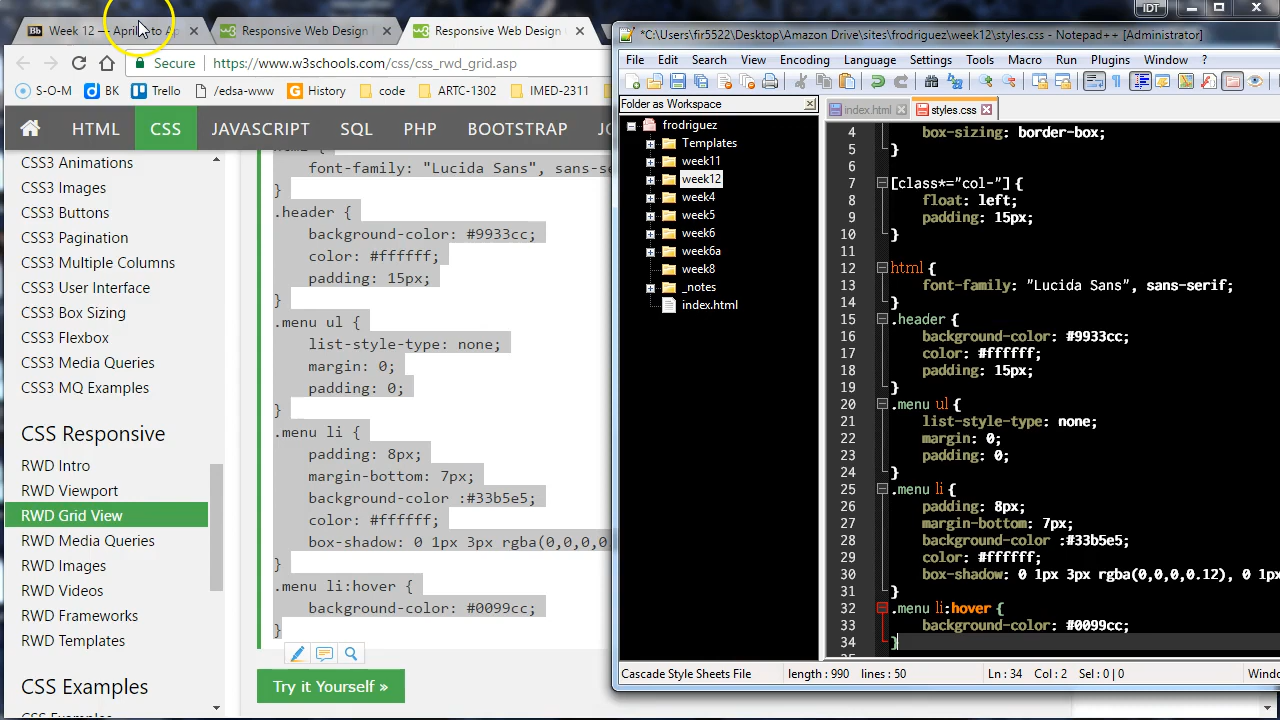 IDT
Bb Week 12 — April to Ap
Responsive Web Design
Responsive Web Design
*C:\Users\fir5522\Desktop\Amazon Drive\sites\frodriguez\week12\styles.css - Notepad++ [Administrator]
Secure https://www.w3schools.com/css/css_rwd_grid.asp
File Edit Search View Encoding Language Settings Tools Macro Run Plugins Window ?
S-O-M BK Trello /edsa-www History code ARTC-1302 IMED-2311
Folder as Workspace
index.html styles.css
HTML CSS JAVASCRIPT SQL PHP BOOTSTRAP
CSS3 Animations
CSS3 Images
CSS3 Buttons
CSS3 Pagination
CSS3 Multiple Columns
CSS3 User Interface
CSS3 Box Sizing
CSS3 Flexbox
CSS3 Media Queries
CSS3 MQ Examples
CSS Responsive
RWD Intro
RWD Viewport
RWD Grid View
RWD Media Queries
RWD Images
RWD Videos
RWD Frameworks
RWD Templates
CSS Examples
font-family: "Lucida Sans", sans-se
}
.header {
background-color: #9933cc;
color: #ffffff;
padding: 15px;
}
.menu ul {
list-style-type: none;
margin: 0;
padding: 0;
}
.menu li {
padding: 8px;
margin-bottom: 7px;
background-color :#33b5e5;
color: #ffffff;
box-shadow: 0 1px 3px rgba(0,0,0,0
}
.menu li:hover {
background-color: #0099cc;
}
Try it Yourself »
frodriguez
Templates
week11
week12
week4
week5
week6
week6a
week8
_notes
index.html
4 box-sizing: border-box;
5 }
6
7 [class*="col-"] {
8 float: left;
9 padding: 15px;
10 }
11
12 html {
13 font-family: "Lucida Sans", sans-serif;
14 }
15 .header {
16 background-color: #9933cc;
17 color: #ffffff;
18 padding: 15px;
19 }
20 .menu ul {
21 list-style-type: none;
22 margin: 0;
23 padding: 0;
24 }
25 .menu li {
26 padding: 8px;
27 margin-bottom: 7px;
28 background-color :#33b5e5;
29 color: #ffffff;
30 box-shadow: 0 1px 3px rgba(0,0,0,0.12), 0 1p
31 }
32 .menu li:hover {
33 background-color: #0099cc;
34 }
Cascade Style Sheets File length : 990 lines : 50 Ln : 34 Col : 2 Sel : 0 | 0